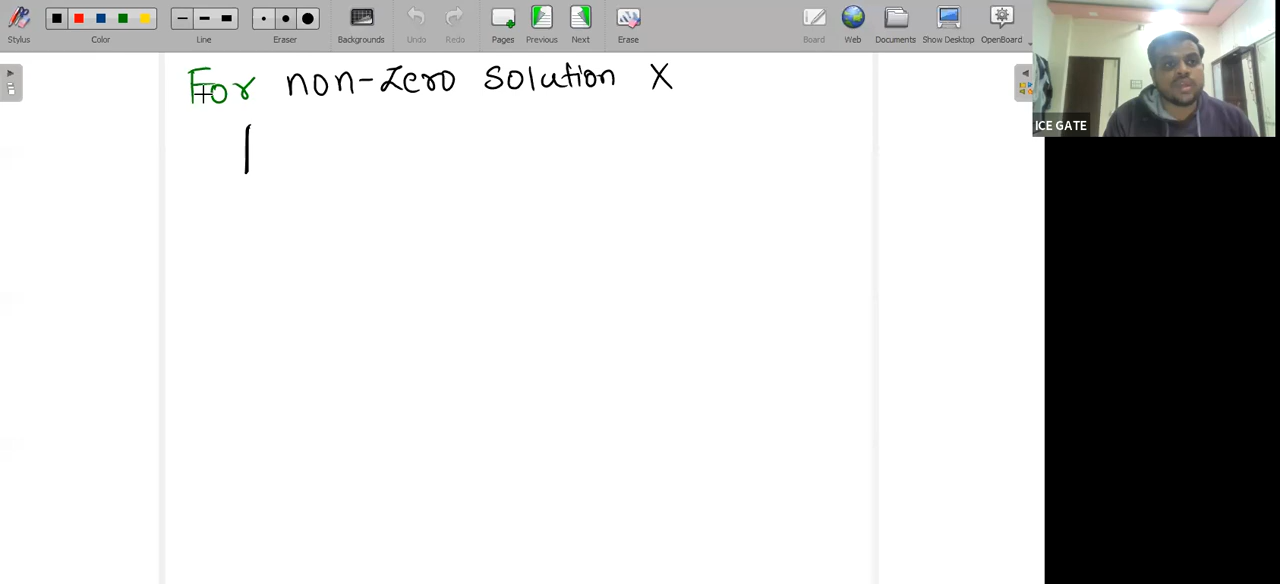 Stylus
Color
Line
Eraser
Backgrounds
Undo
Redo
Pages
Previous
Next
Erase
Board
Web
Documents
Show Desktop
OpenBoard
For non-zero solution X
|
ICE GATE